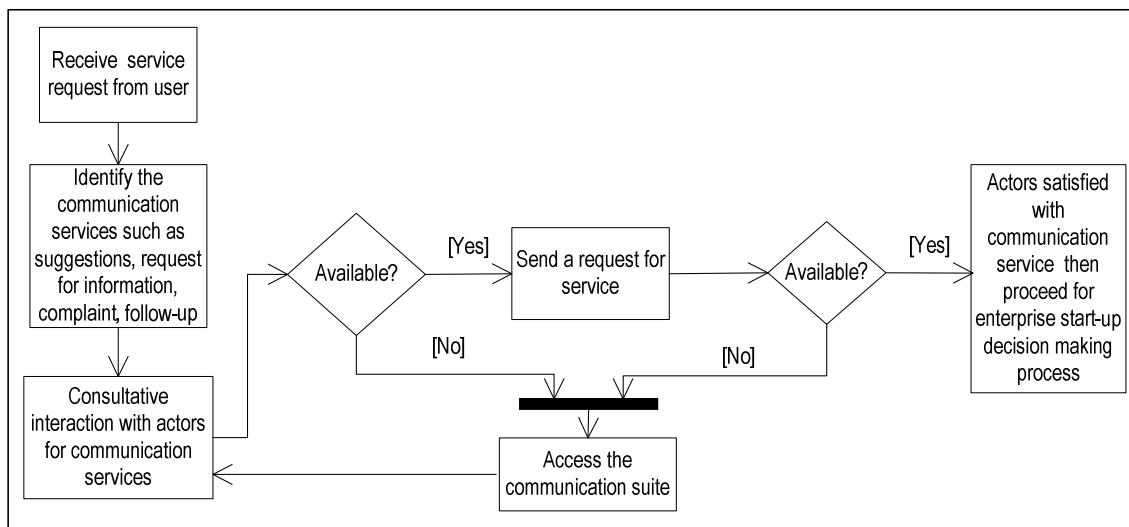 Receive service
request from user
Identify the
communication
services such as
suggestions, request
for information,
complaint, follow-up
Consultative
interaction with actors
for communication
services
Available?
[Yes]
[No]
Send a request for
service
Available?
[Yes]
[No]
Actors satisfied
with
communication
service then
proceed for
enterprise start-up
decision making
process
Access the
communication suite